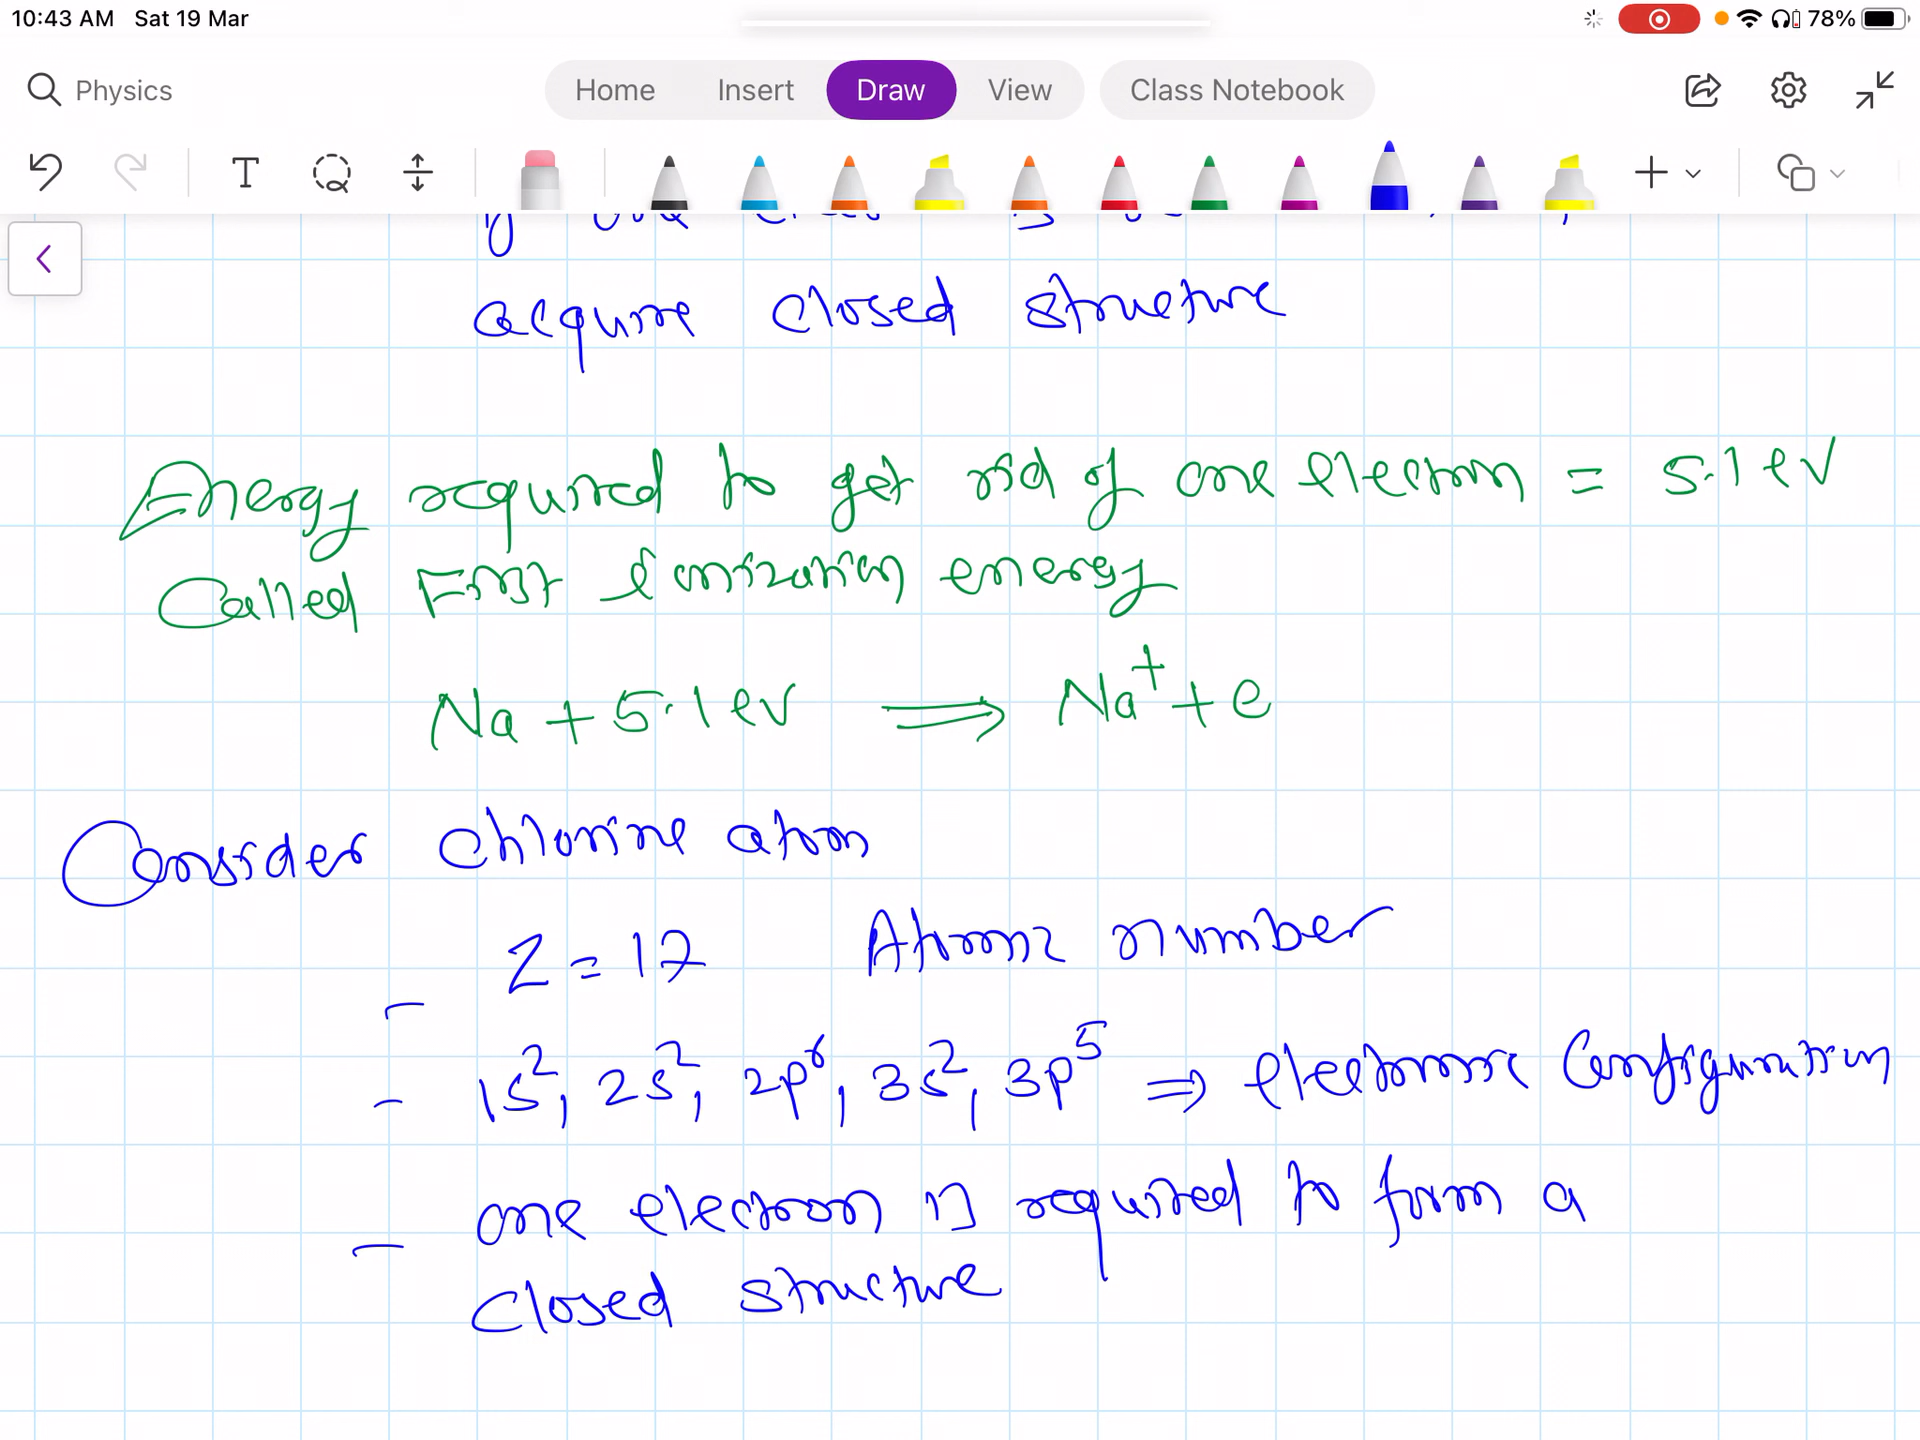 10:43 AM Sat 19 Mar 78%
Physics Home Insert Draw View Class Notebook
T
acquire closed structure
Energy required to get rid of one electron = 5.1 eV
Called First ionization energy
Na + 5.1 eV ⟹ Na⁺ + e
Consider chlorine atom
Z = 17 Atomic number
- 1s², 2s², 2p⁶, 3s², 3p⁵ ⇒ electronic Configuration
- one electron is required to form a
closed structure